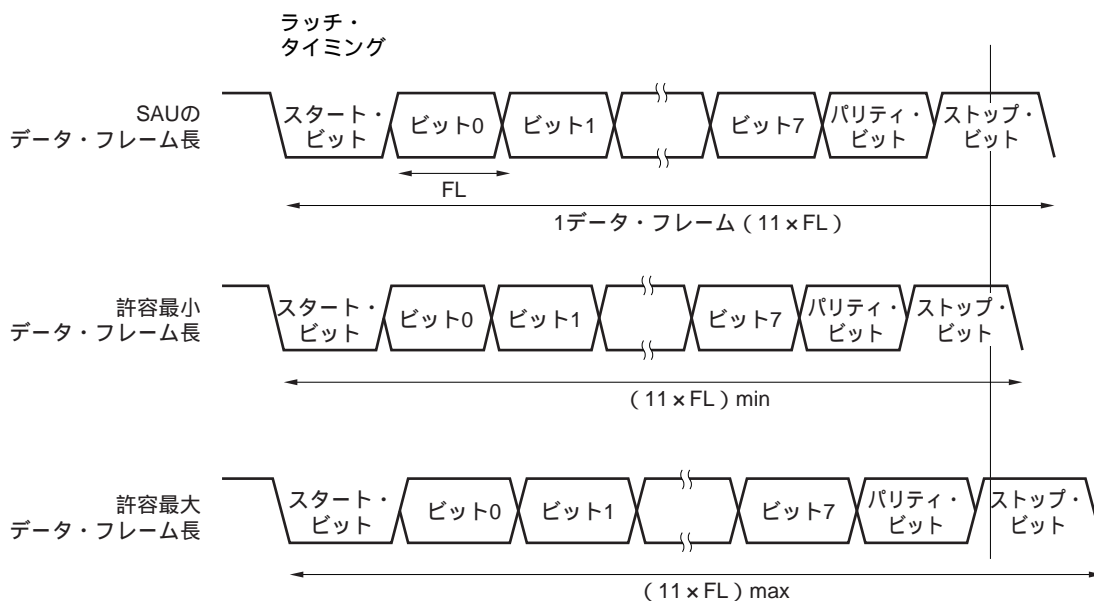 ラッチ・
タイミング
SAUの
データ・フレーム長
スタート・
ビット
ビット0
ビット1
ビット7
パリティ・
ビット
ストップ・
ビット
FL
1データ・フレーム（11×FL）
許容最小
データ・フレーム長
スタート・
ビット
ビット0
ビット1
ビット7
パリティ・
ビット
ストップ・
ビット
（11×FL）min
許容最大
データ・フレーム長
スタート・
ビット
ビット0
ビット1
ビット7
パリティ・
ビット
ストップ・
ビット
（11×FL）max